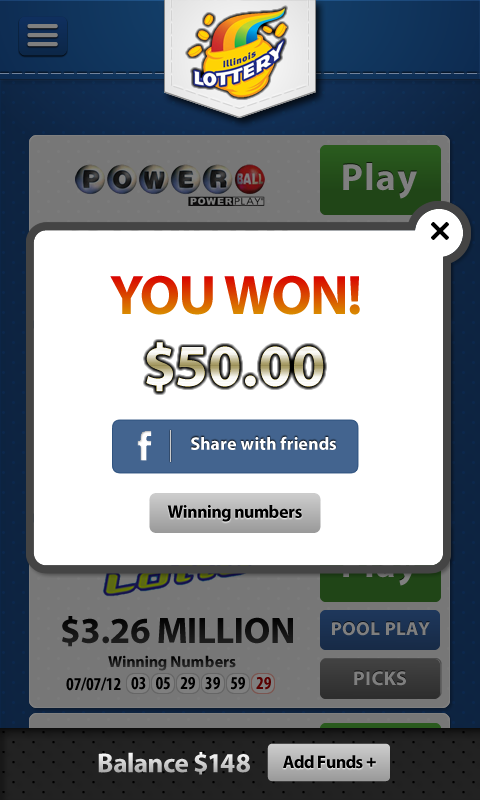 Illinois
LOTTERY
POWERBALL
POWERPLAY
Play
×
YOU WON!
$50.00
f Share with friends
Winning numbers
Lotto
Play
$3.26 MILLION
POOL PLAY
Winning Numbers
07/07/12 03 05 29 39 59 29
PICKS
Balance $148
Add Funds +